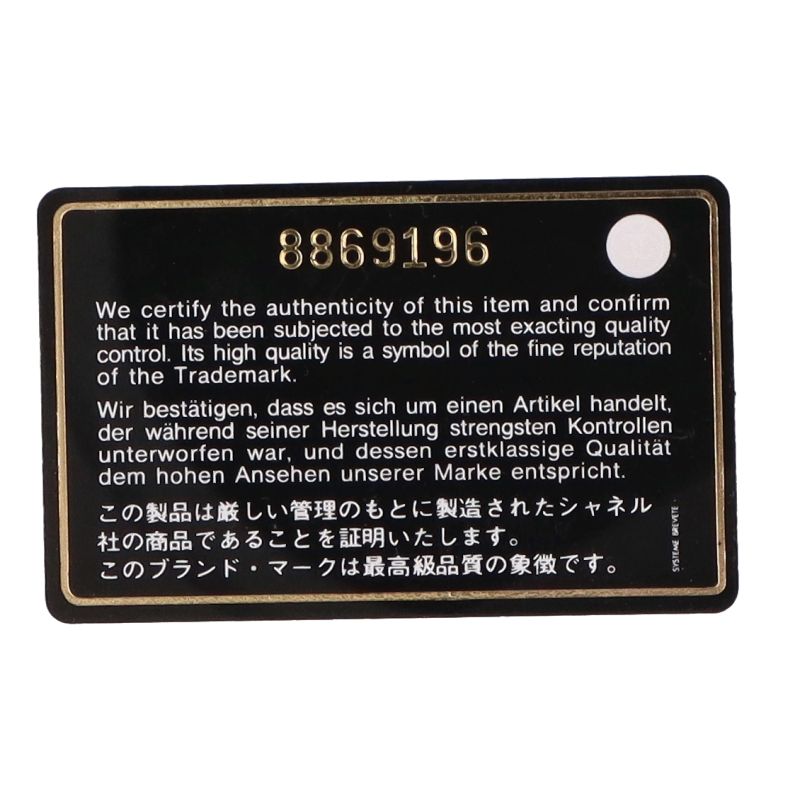 8869196
We certify the authenticity of this item and confirm
that it has been subjected to the most exacting quality
control. Its high quality is a symbol of the fine reputation
of the Trademark.
Wir bestätigen, dass es sich um einen Artikel handelt,
der während seiner Herstellung strengsten Kontrollen
unterworfen war, und dessen erstklassige Qualität
dem hohen Ansehen unserer Marke entspricht.
この製品は厳しい管理のもとに製造されたシャネル
社の商品であることを証明いたします。
このブランド・マークは最高級品質の象徴です。
SYSTEME BREVETE